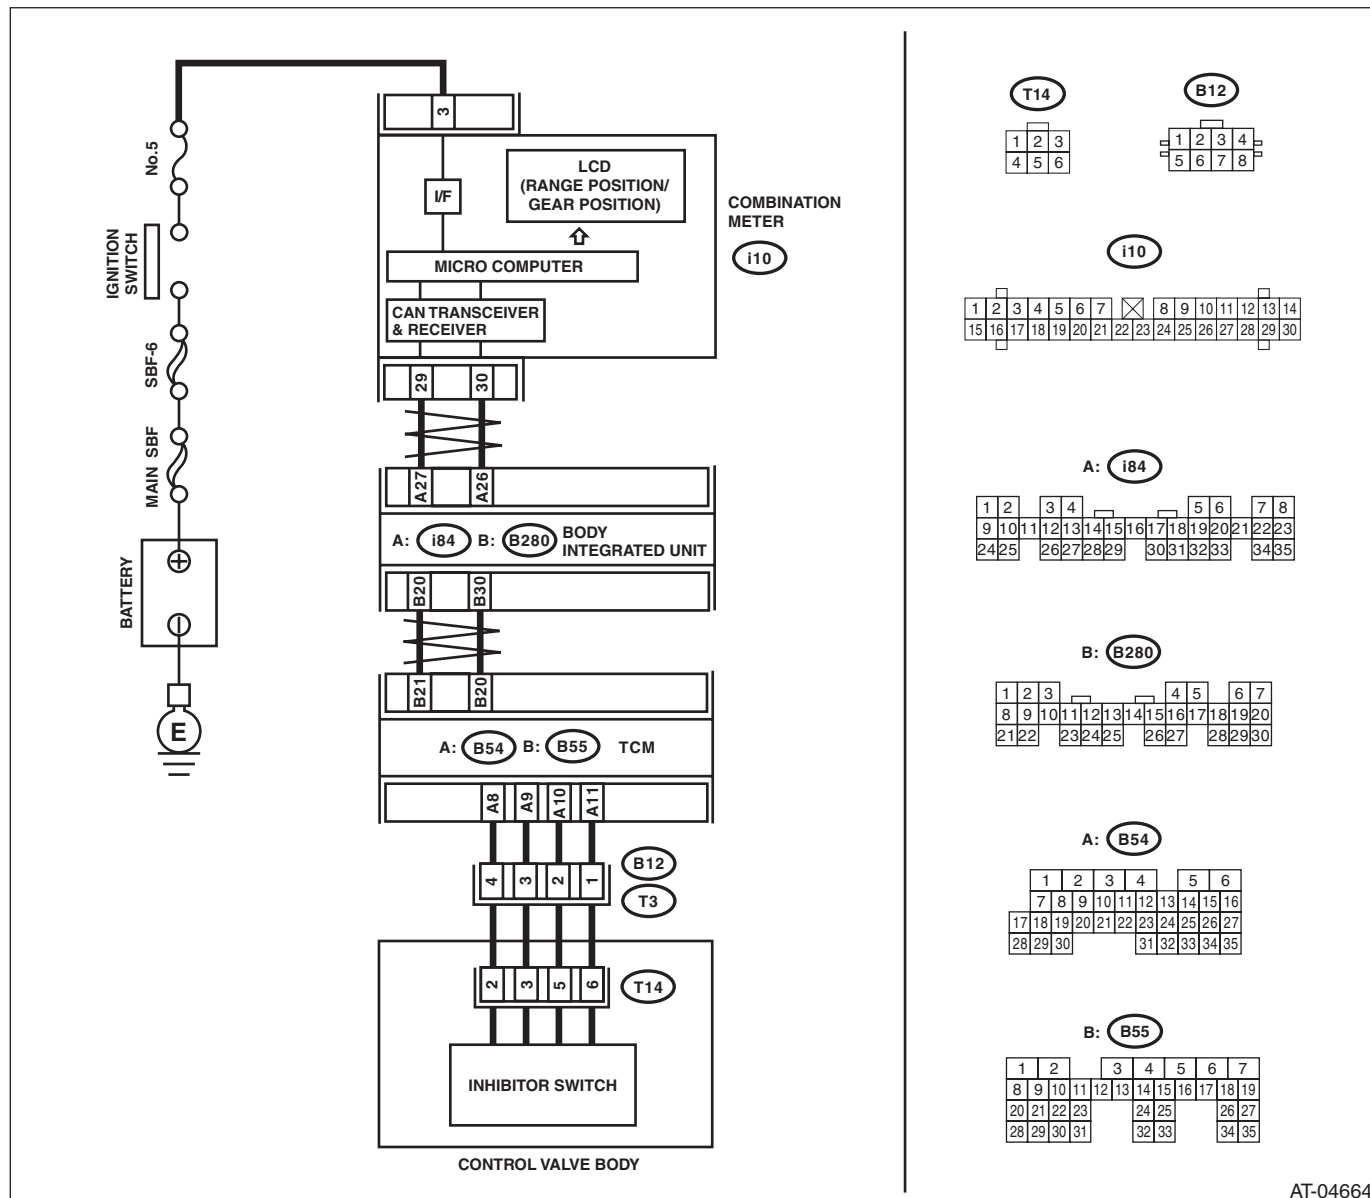 3
No.5
IGNITION
SWITCH
SBF-6
MAIN SBF
BATTERY
E
I/F
LCD
(RANGE POSITION/
GEAR POSITION)
MICRO COMPUTER
CAN TRANSCEIVER
& RECEIVER
COMBINATION
METER
i10
29 30
A27 A26
A: i84 B: B280 BODY
INTEGRATED UNIT
B20 B30
B21 B20
A: B54 B: B55 TCM
A8 A9 A10 A11
B12
4 3 2 1
T3
2 3 5 6
T14
INHIBITOR SWITCH
CONTROL VALVE BODY
T14
1 2 3
4 5 6
B12
1 2 3 4
5 6 7 8
i10
1 2 3 4 5 6 7 8 9 10 11 12 13 14
15 16 17 18 19 20 21 22 23 24 25 26 27 28 29 30
A: i84
1 2 3 4 5 6 7 8
9 10 11 12 13 14 15 16 17 18 19 20 21 22 23
24 25 26 27 28 29 30 31 32 33 34 35
B: B280
1 2 3 4 5 6 7
8 9 10 11 12 13 14 15 16 17 18 19 20
21 22 23 24 25 26 27 28 29 30
A: B54
1 2 3 4 5 6
7 8 9 10 11 12 13 14 15 16
17 18 19 20 21 22 23 24 25 26 27
28 29 30 31 32 33 34 35
B: B55
1 2 3 4 5 6 7
8 9 10 11 12 13 14 15 16 17 18 19
20 21 22 23 24 25 26 27
28 29 30 31 32 33 34 35
AT-04664